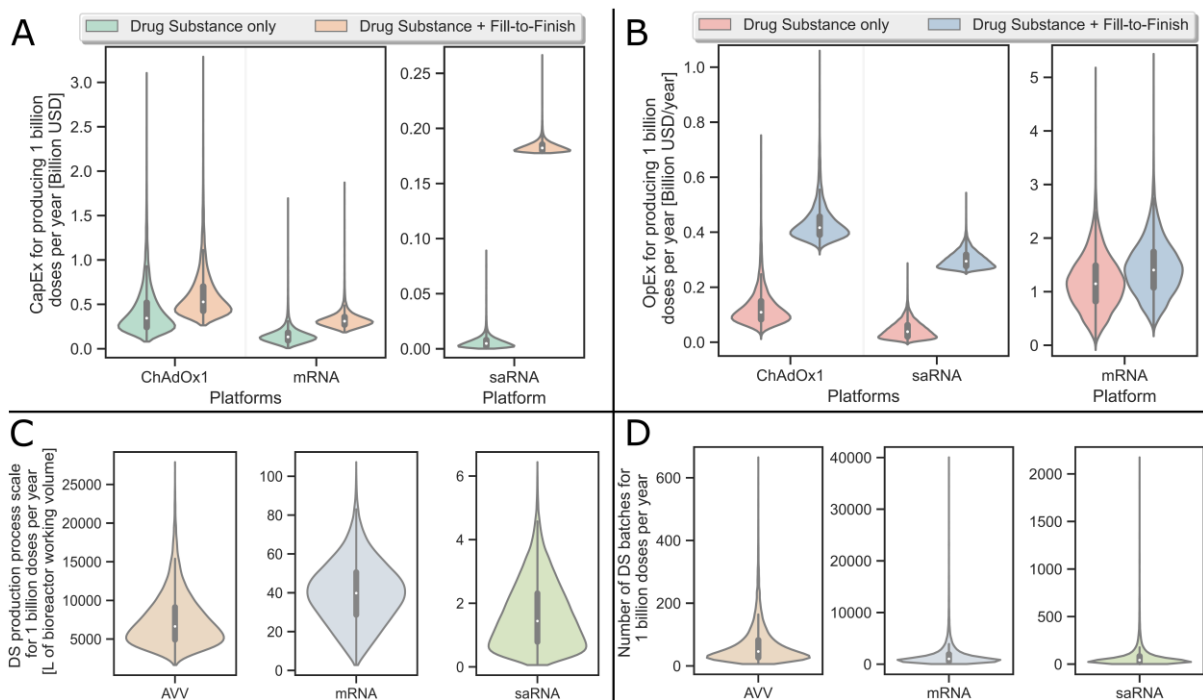 A
Drug Substance only
Drug Substance + Fill-to-Finish
CapEx for producing 1 billion
doses per year [Billion USD]
3.0
2.5
2.0
1.5
1.0
0.5
0.0
ChAdOx1
mRNA
Platforms
0.25
0.20
0.15
0.10
0.05
0.00
saRNA
Platform
B
Drug Substance only
Drug Substance + Fill-to-Finish
OpEx for producing 1 billion
doses per year [Billion USD/year]
1.0
0.8
0.6
0.4
0.2
0.0
ChAdOx1
saRNA
Platforms
5
4
3
2
1
0
mRNA
Platform
C
DS production process scale
for 1 billion doses per year
[L of bioreactor working volume]
25000
20000
15000
10000
5000
AVV
100
80
60
40
20
0
mRNA
6
4
2
0
saRNA
D
Number of DS batches for
1 billion doses per year
600
400
200
0
AVV
40000
30000
20000
10000
0
mRNA
2000
1500
1000
500
0
saRNA